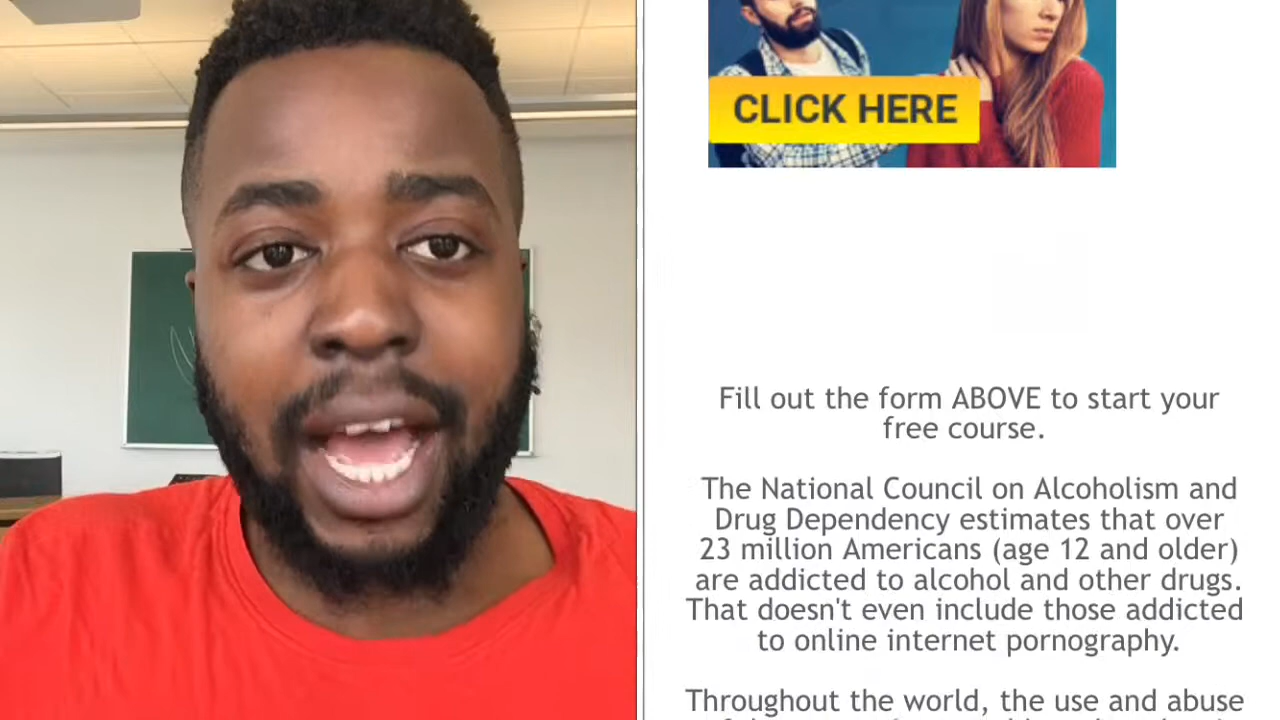 CLICK HERE
Fill out the form ABOVE to start your
free course.
The National Council on Alcoholism and
Drug Dependency estimates that over
23 million Americans (age 12 and older)
are addicted to alcohol and other drugs.
That doesn't even include those addicted
to online internet pornography.
Throughout the world, the use and abuse